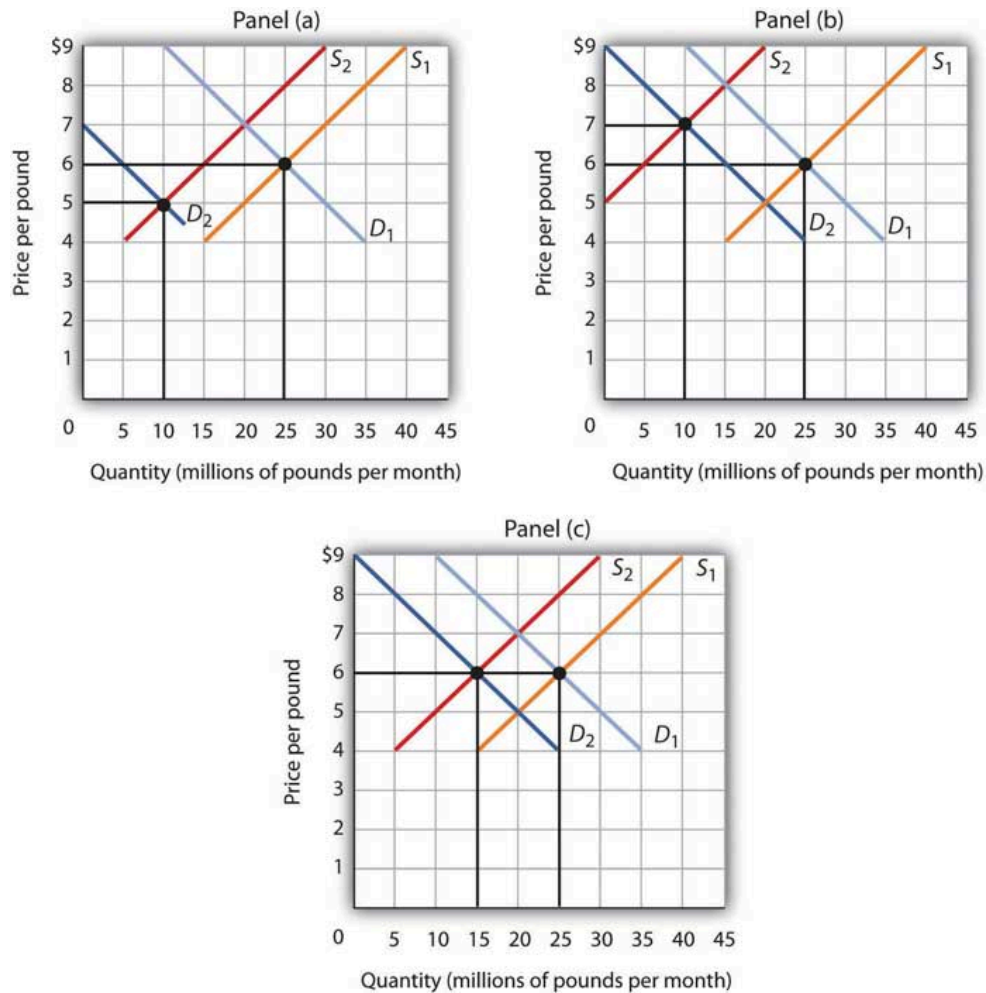 Panel (a)
$9
8
7
6
5
4
3
2
1
0
5 10 15 20 25 30 35 40 45
S2
S1
D2
D1
Price per pound
Quantity (millions of pounds per month)
Panel (b)
$9
8
7
6
5
4
3
2
1
0
5 10 15 20 25 30 35 40 45
S2
S1
D2
D1
Price per pound
Quantity (millions of pounds per month)
Panel (c)
$9
8
7
6
5
4
3
2
1
0
5 10 15 20 25 30 35 40 45
S2
S1
D2
D1
Price per pound
Quantity (millions of pounds per month)